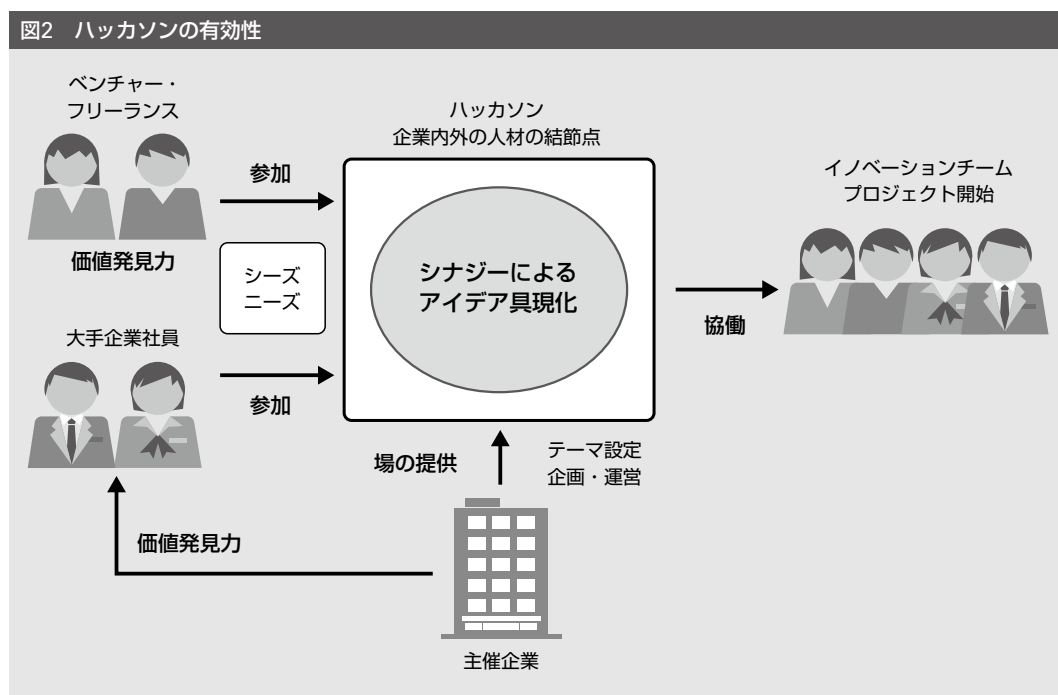 図2 ハッカソンの有効性
ベンチャー・
フリーランス
価値発見力
参加
シーズ
ニーズ
大手企業社員
参加
ハッカソン
企業内外の人材の結節点
シナジーによる
アイデア具現化
協働
イノベーションチーム
プロジェクト開始
場の提供
テーマ設定
企画・運営
価値発見力
主催企業